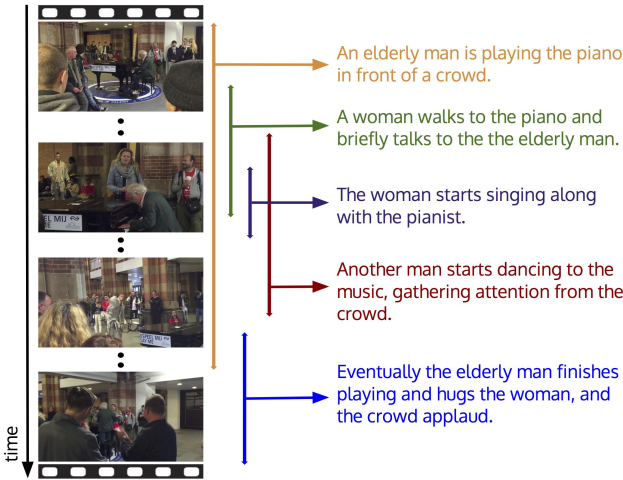 An elderly man is playing the piano
in front of a crowd.
A woman walks to the piano and
briefly talks to the the elderly man.
EL MIJ
The woman starts singing along
with the pianist.
Another man starts dancing to the
music, gathering attention from the
crowd.
Eventually the elderly man finishes
playing and hugs the woman, and
the crowd applaud.
time